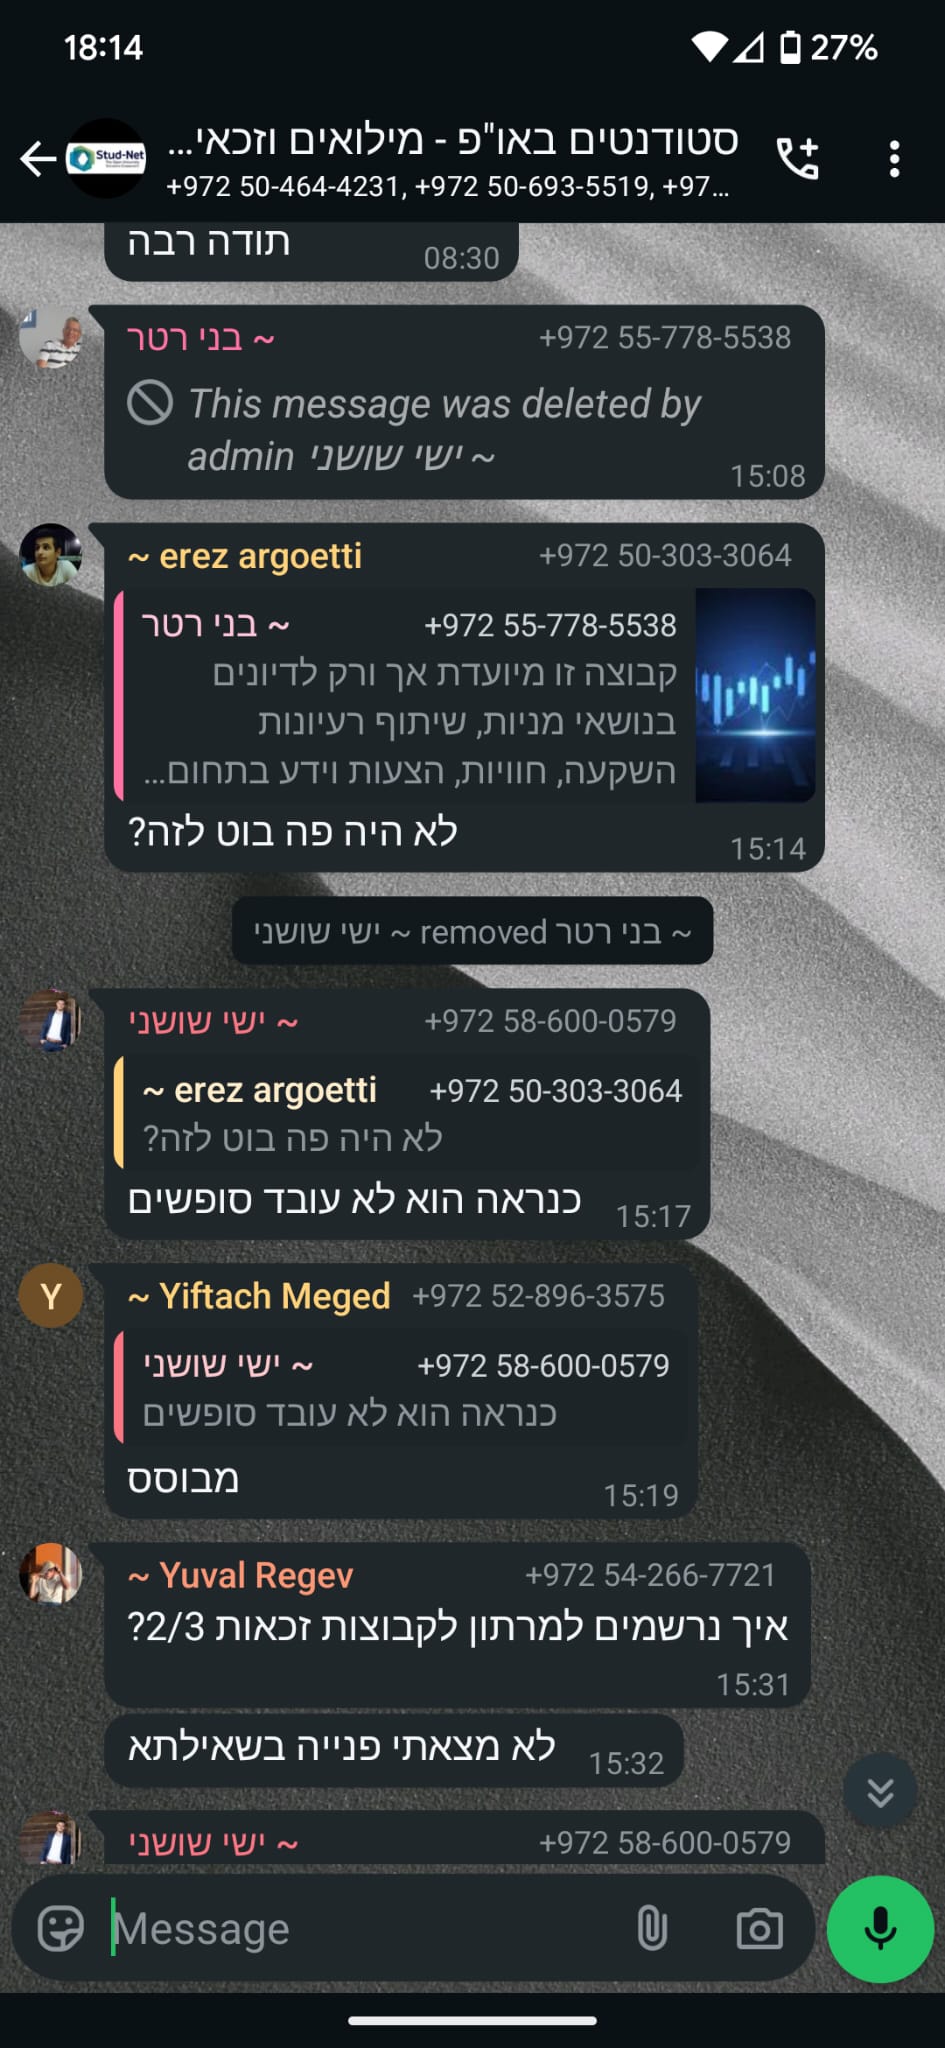 18:14
27%
סטודנטים באו"פ - מילואים וזכאי...
Stud-Net
+972 50-464-4231, +972 50-693-5519, +97...
תודה רבה
08:30
~ בני רטר
+972 55-778-5538
This message was deleted by
admin ישי שושני ~
15:08
~ erez argoetti
+972 50-303-3064
~ בני רטר
+972 55-778-5538
קבוצה זו מיועדת אך ורק לדיונים
בנושאי מניות, שיתוף רעיונות
השקעה, חוויות, הצעות וידע בתחום...
לא היה פה בוט לזה?
15:14
~ ישי שושני removed ~ בני רטר
~ ישי שושני
+972 58-600-0579
~ erez argoetti
+972 50-303-3064
לא היה פה בוט לזה?
כנראה הוא לא עובד סופשים
15:17
Y
~ Yiftach Meged
+972 52-896-3575
~ ישי שושני
+972 58-600-0579
כנראה הוא לא עובד סופשים
מבוסס
15:19
~ Yuval Regev
+972 54-266-7721
איך נרשמים למרתון לקבוצות זכאות 2/3?
15:31
לא מצאתי פנייה בשאילתא
15:32
~ ישי שושני
+972 58-600-0579
Message